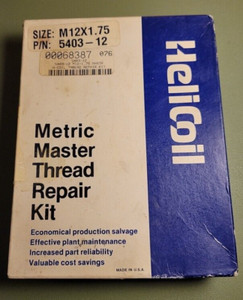 SIZE: M12X1.75
P/N: 5403-12
00068387 076
HeliCoil
Metric
Master
Thread
Repair
Kit
Economical production salvage
Effective plant maintenance
Increased part reliability
Valuable cost savings
MADE IN U.S.A.